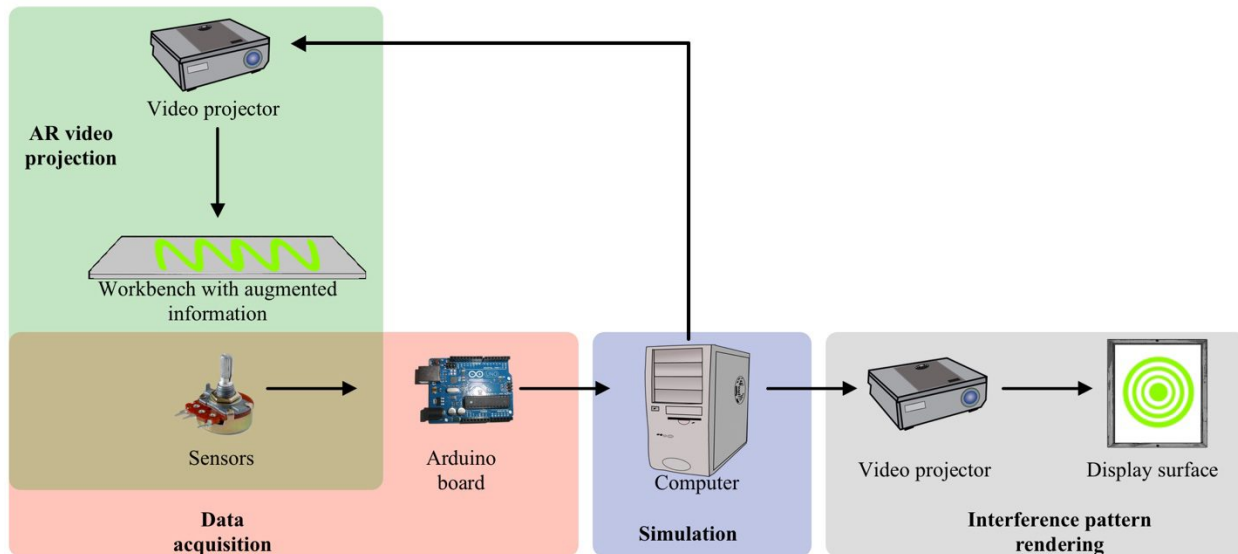 Video projector
AR video
projection
Workbench with augmented
information
Sensors
Arduino
board
Computer
Video projector
Display surface
Data
acquisition
Simulation
Interference pattern
rendering